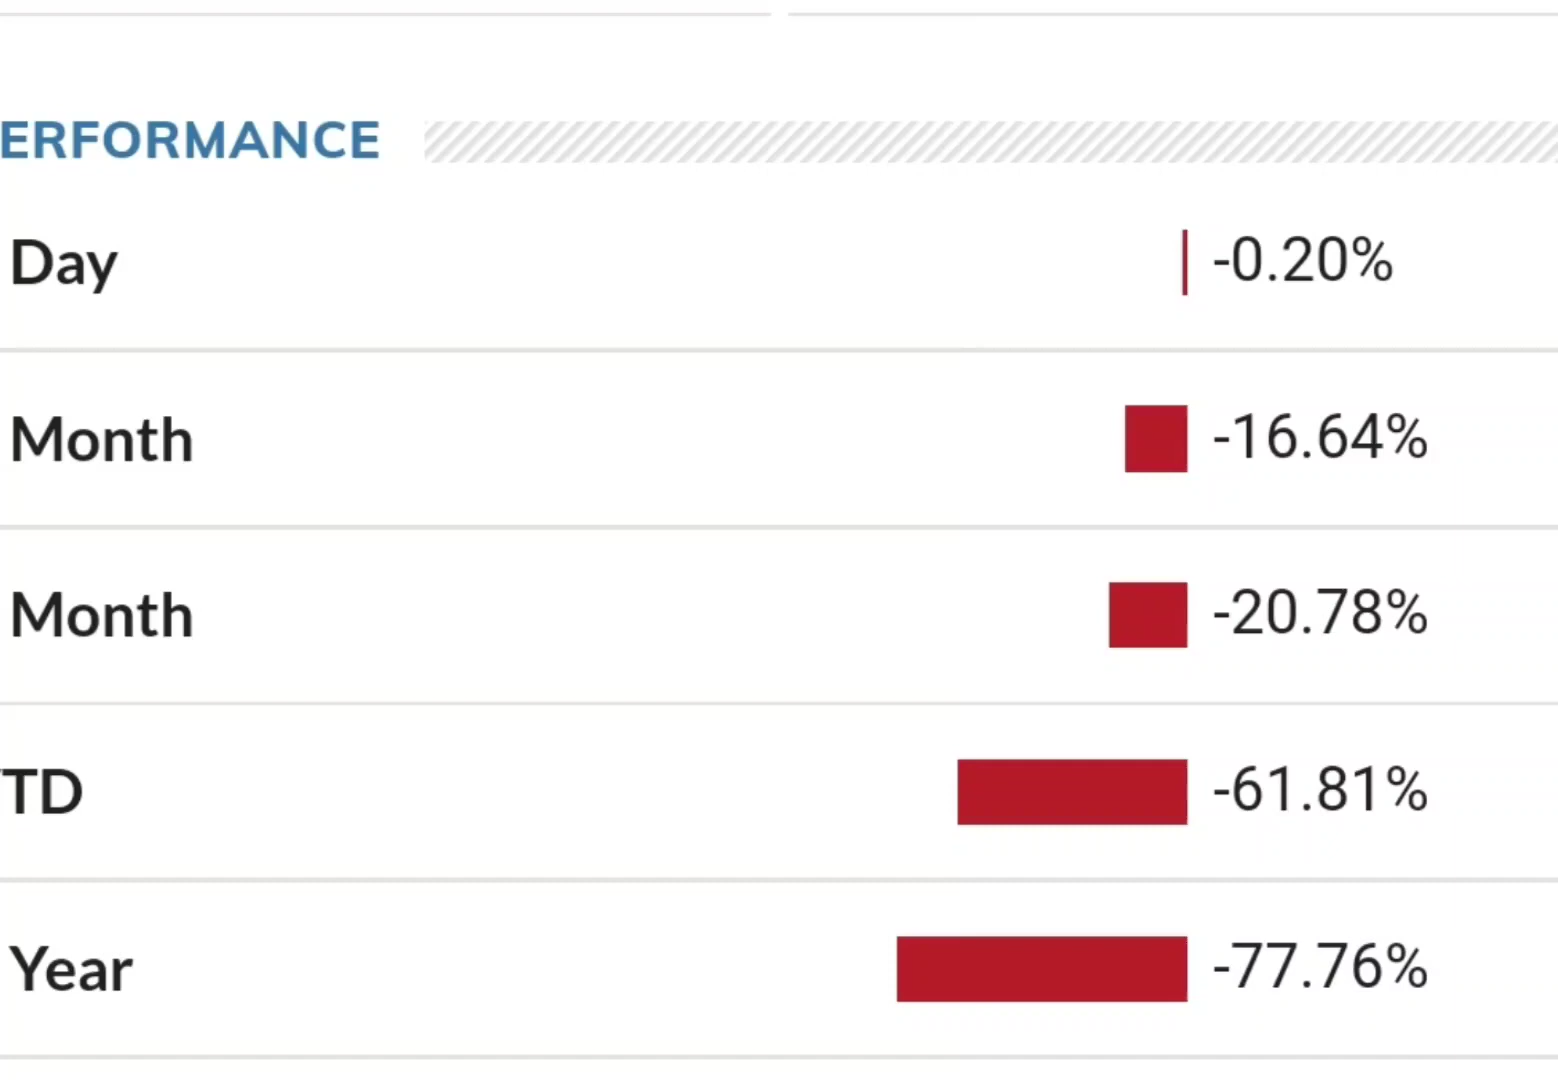 ERFORMANCE
Day -0.20%
Month -16.64%
Month -20.78%
TD -61.81%
Year -77.76%